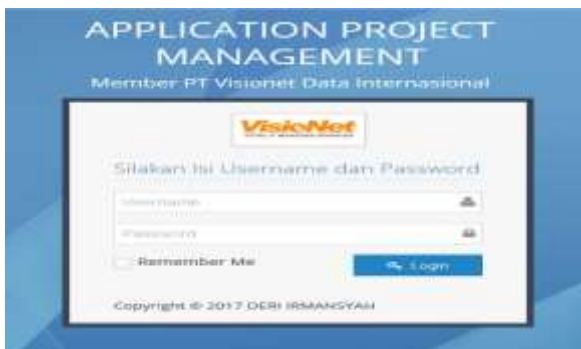 APPLICATION PROJECT
MANAGEMENT
Member PT Visionet Data Internasional
VisioNet
Silakan Isi Username dan Password
Username
Password
Remember Me
Login
Copyright © 2017 DERI IRMANSYAH